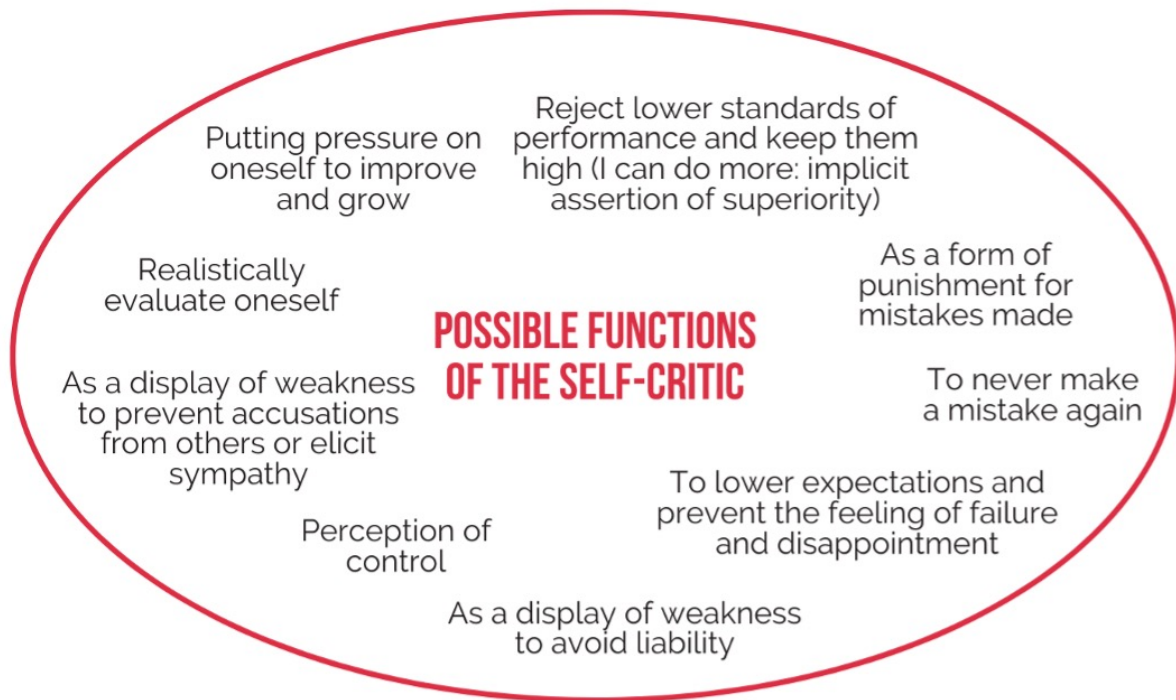 Putting pressure on
oneself to improve
and grow
Reject lower standards of
performance and keep them
high (I can do more: implicit
assertion of superiority)
Realistically
evaluate oneself
As a form of
punishment for
mistakes made
POSSIBLE FUNCTIONS
OF THE SELF-CRITIC
As a display of weakness
to prevent accusations
from others or elicit
sympathy
To never make
a mistake again
To lower expectations and
prevent the feeling of failure
and disappointment
Perception of
control
As a display of weakness
to avoid liability